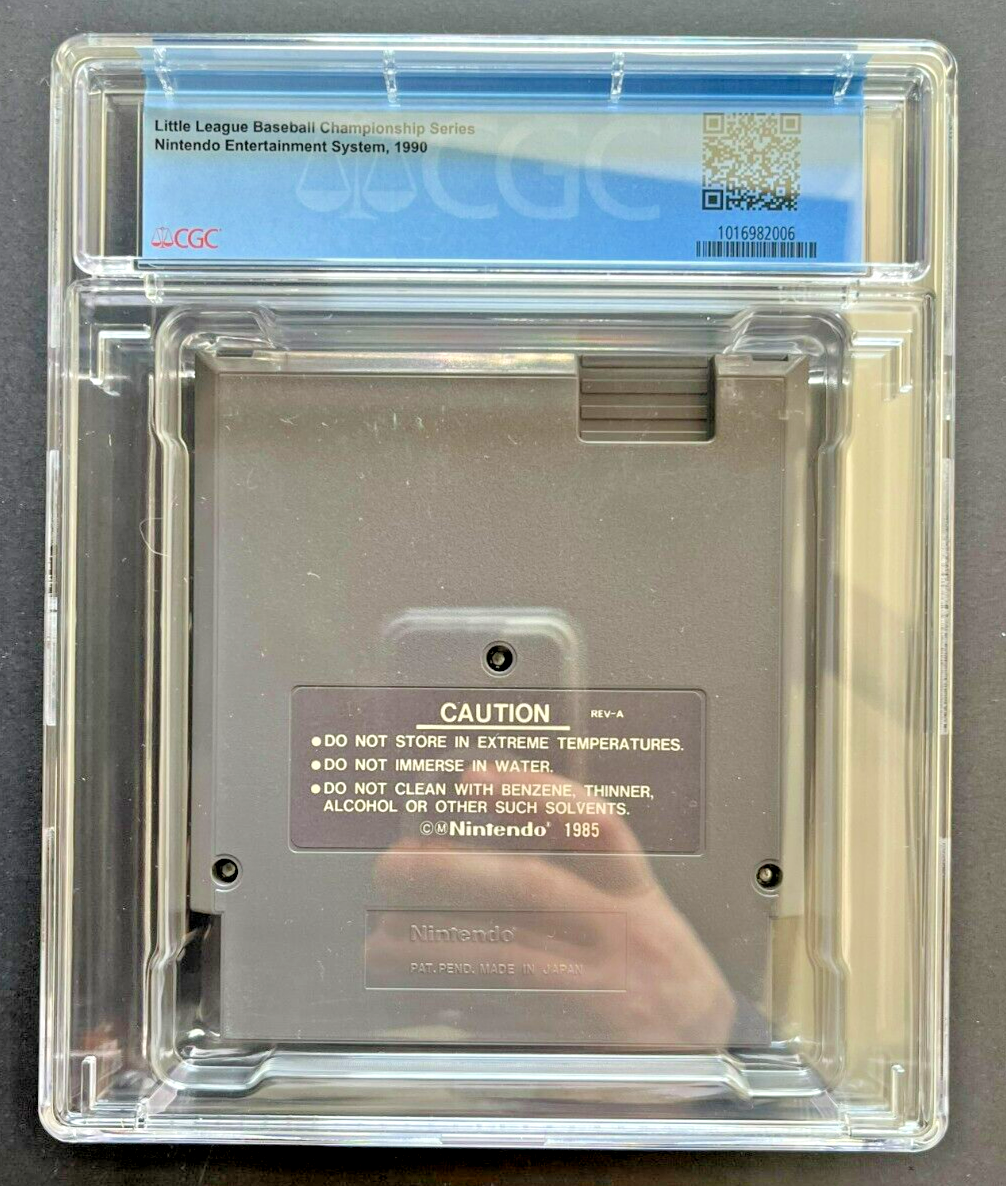 Little League Baseball Championship Series
Nintendo Entertainment System, 1990
CGC
CGC
1016982006
CAUTION REV-A
●DO NOT STORE IN EXTREME TEMPERATURES.
●DO NOT IMMERSE IN WATER.
●DO NOT CLEAN WITH BENZENE, THINNER,
ALCOHOL OR OTHER SUCH SOLVENTS.
©Ⓜ Nintendo® 1985
Nintendo®
PAT. PEND. MADE IN JAPAN